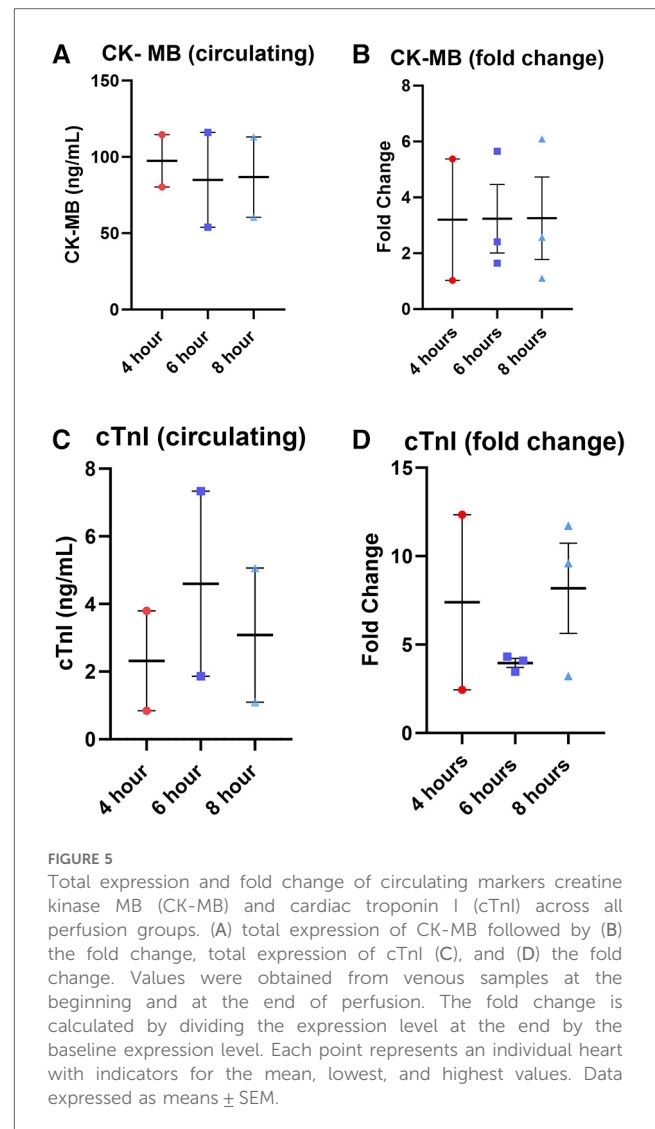 A CK- MB (circulating)
150
100
50
0
CK-MB (ng/mL)
4 hour
6 hour
8 hour
B CK-MB (fold change)
8
6
4
2
0
Fold Change
4 hours
6 hours
8 hours
C cTnI (circulating)
8
6
4
2
0
cTnI (ng/mL)
4 hour
6 hour
8 hour
D cTnI (fold change)
15
10
5
0
Fold Change
4 hours
6 hours
8 hours
FIGURE 5
Total expression and fold change of circulating markers creatine
kinase MB (CK-MB) and cardiac troponin I (cTnI) across all
perfusion groups. (A) total expression of CK-MB followed by (B)
the fold change, total expression of cTnI (C), and (D) the fold
change. Values were obtained from venous samples at the
beginning and at the end of perfusion. The fold change is
calculated by dividing the expression level at the end by the
baseline expression level. Each point represents an individual heart
with indicators for the mean, lowest, and highest values. Data
expressed as means ± SEM.